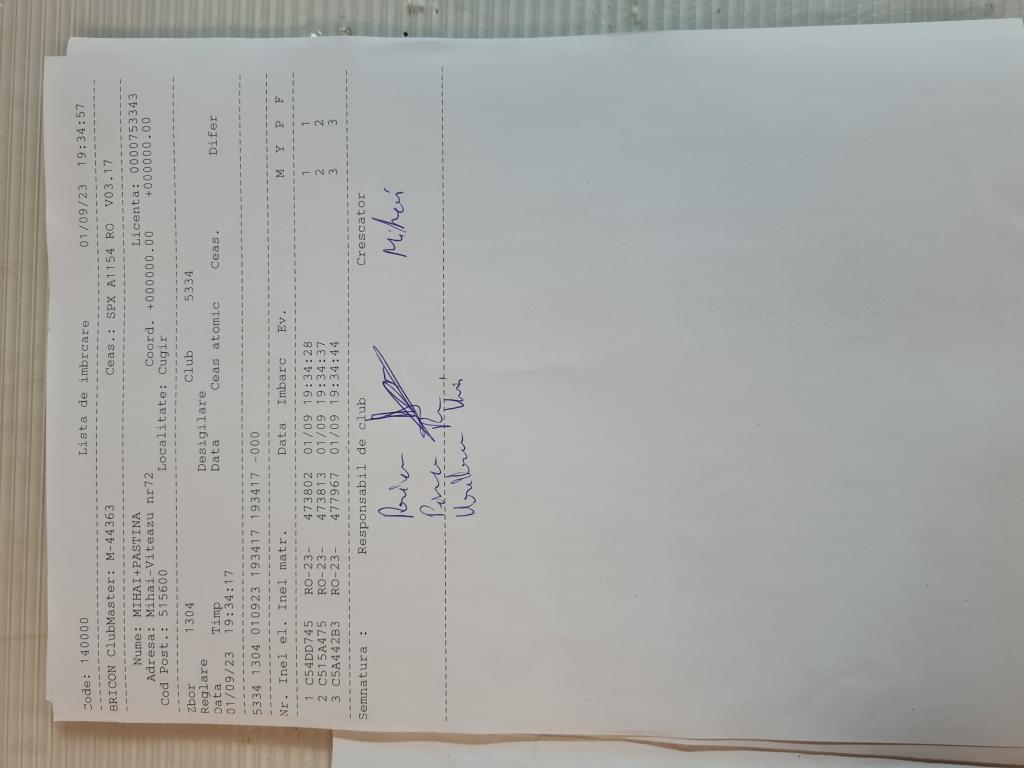 Code: 140000 Lista de imbrcare 01/09/23 19:34:57
BRICON ClubMaster: M-44363 Ceas.: SPX A1154 RO V03.17
Nume: MIHAI+PASTINA Licenta: 0000753343
Adresa: Mihai-Viteazu nr72 Coord. +000000.00 +000000.00
Cod Post.: 515600 Localitate: Cugir
Zbor 1304 Club 5334
Reglare Desigilare
Data Timp Data Ceas atomic Ceas. Difer
01/09/23 19:34:17
5334 1304 010923 193417 193417 -000
Nr. Inel el. Inel matr. Data Imbarc Ev. M Y P F
1 C54DD745 RO-23- 473802 01/09 19:34:28 1 1
2 C515A475 RO-23- 473813 01/09 19:34:37 2 2
3 C5A442B3 RO-23- 477967 01/09 19:34:44 3 3
Semnatura : Responsabil de club Crescator
Mihai